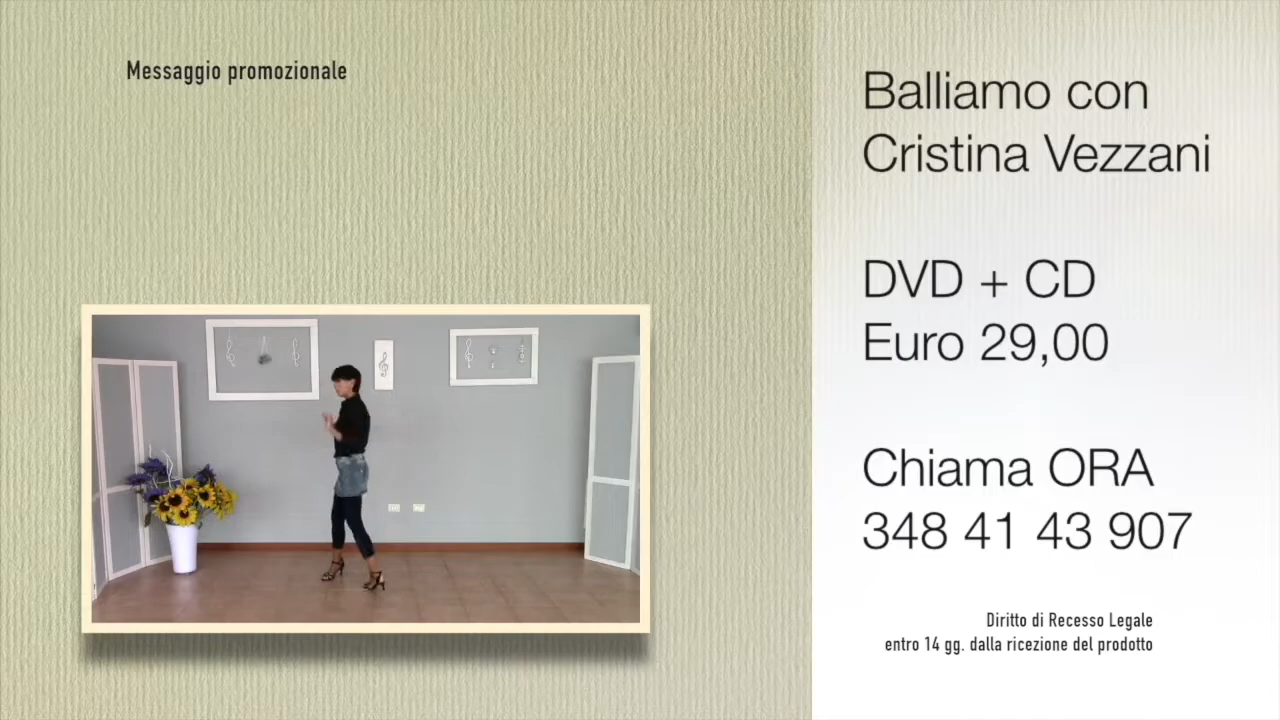 Messaggio promozionale
Balliamo con
Cristina Vezzani
DVD + CD
Euro 29,00
Chiama ORA
348 41 43 907
Diritto di Recesso Legale
entro 14 gg. dalla ricezione del prodotto